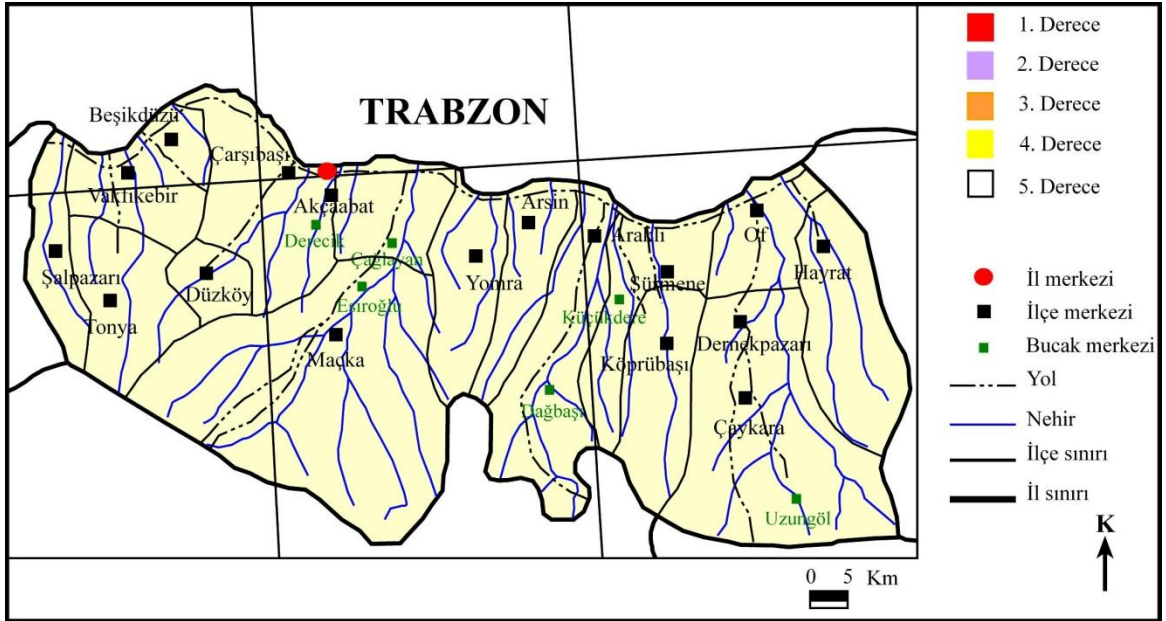 TRABZON
Beşikdüzü
Çarşıbaşı
Vakfıkebir
Akçaabat
Arsin
Derecik
Çağlayan
Araklı
Of
Şalpazarı
Düzköy
Yomra
Sürmene
Hayrat
Tonya
Esiroğlu
Küçükdere
Maçka
Köprübaşı
Dernekpazarı
Dağbaşı
Çaykara
Uzungöl
1. Derece
2. Derece
3. Derece
4. Derece
5. Derece
İl merkezi
İlçe merkezi
Bucak merkezi
Yol
Nehir
İlçe sınırı
İl sınırı
K
0 5 Km